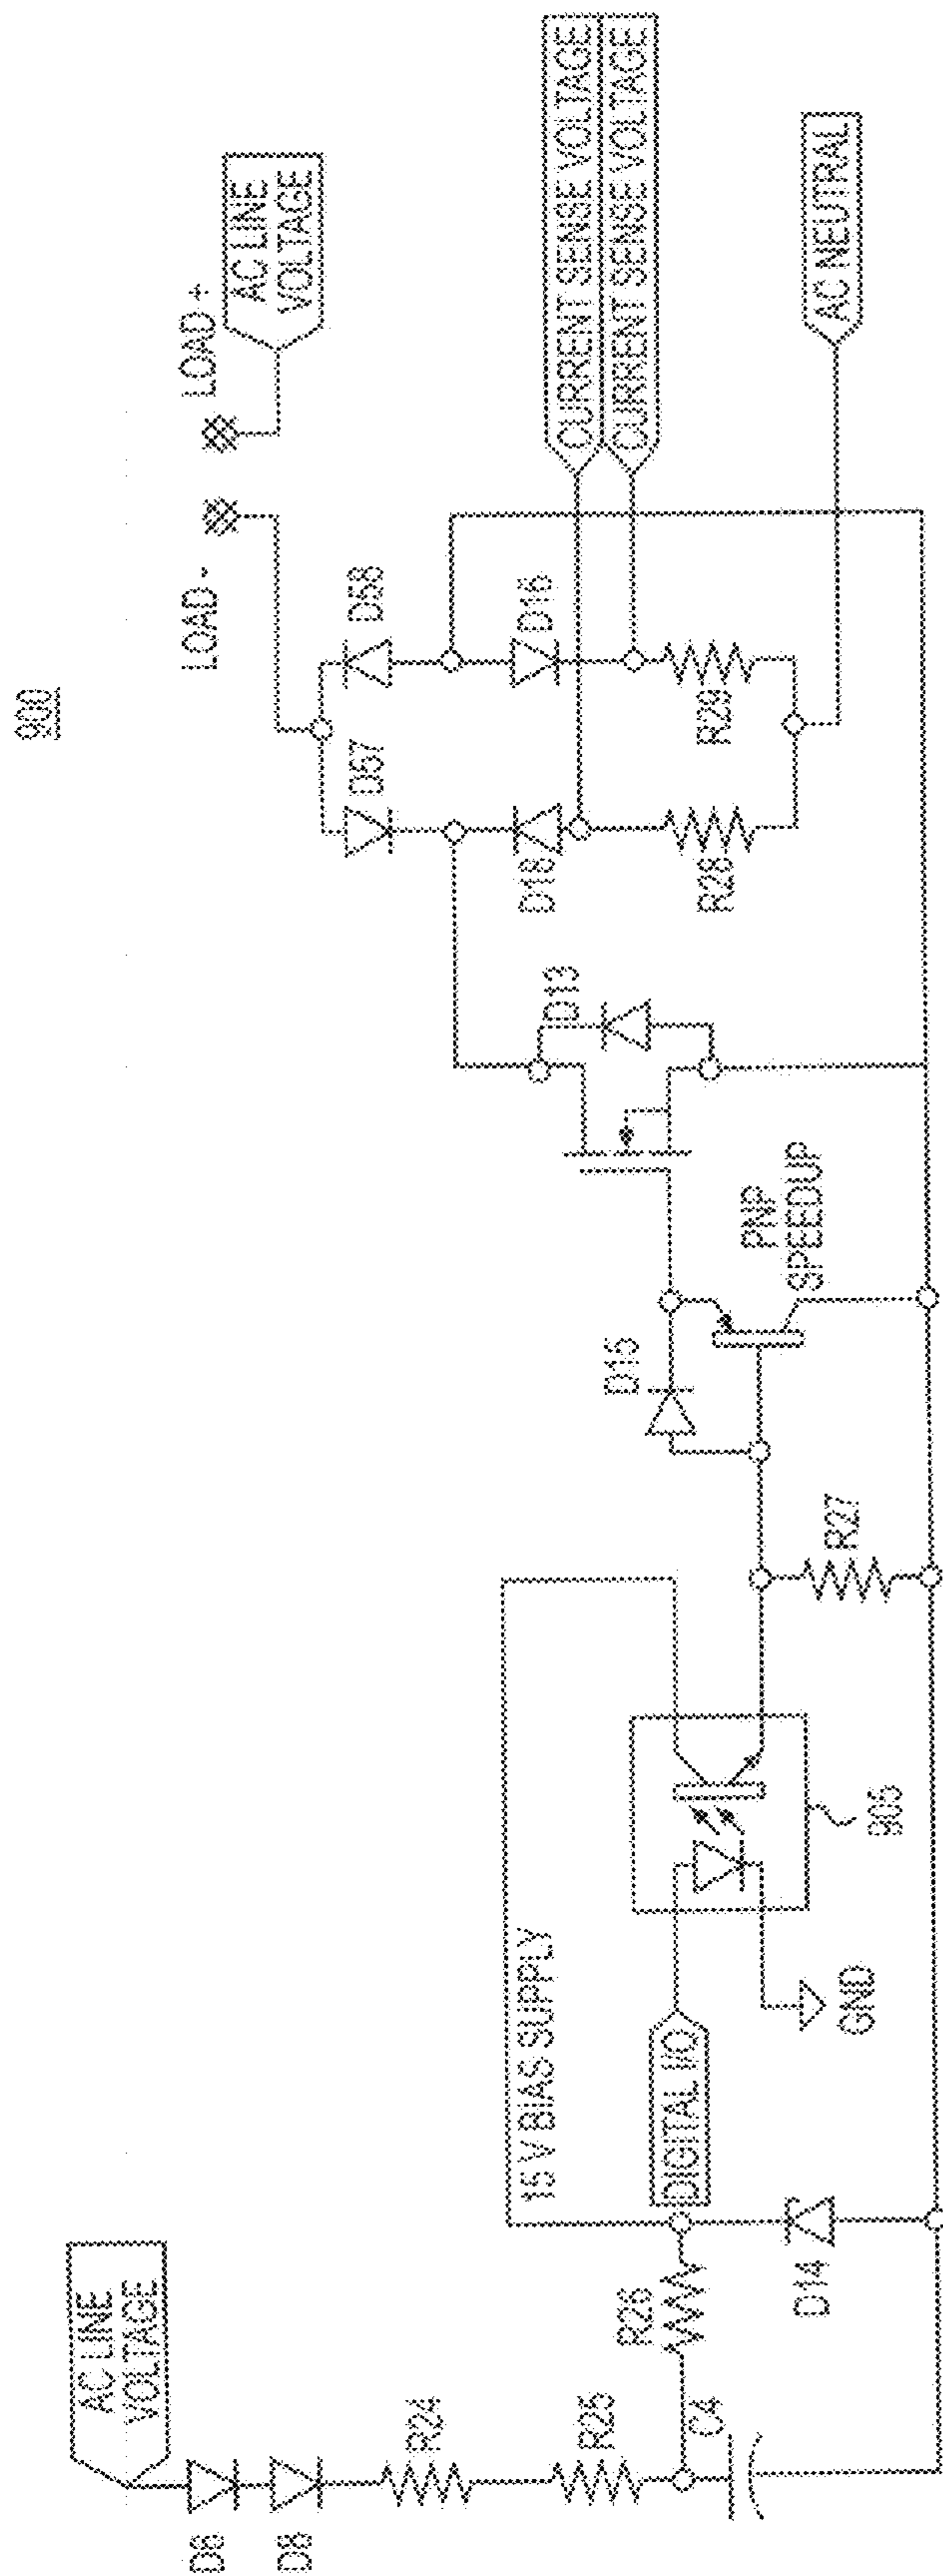 900
AC LINE
VOLTAGE
D6
D8
R24
R25
C4
R26
D14
15 V BIAS SUPPLY
DIGITAL I/O
GND
905
R27
D15
PNP
SPEEDUP
D13
LOAD -
LOAD +
AC LINE
VOLTAGE
D57
D58
D18
D16
R28
R29
CURRENT SENSE VOLTAGE
CURRENT SENSE VOLTAGE
AC NEUTRAL